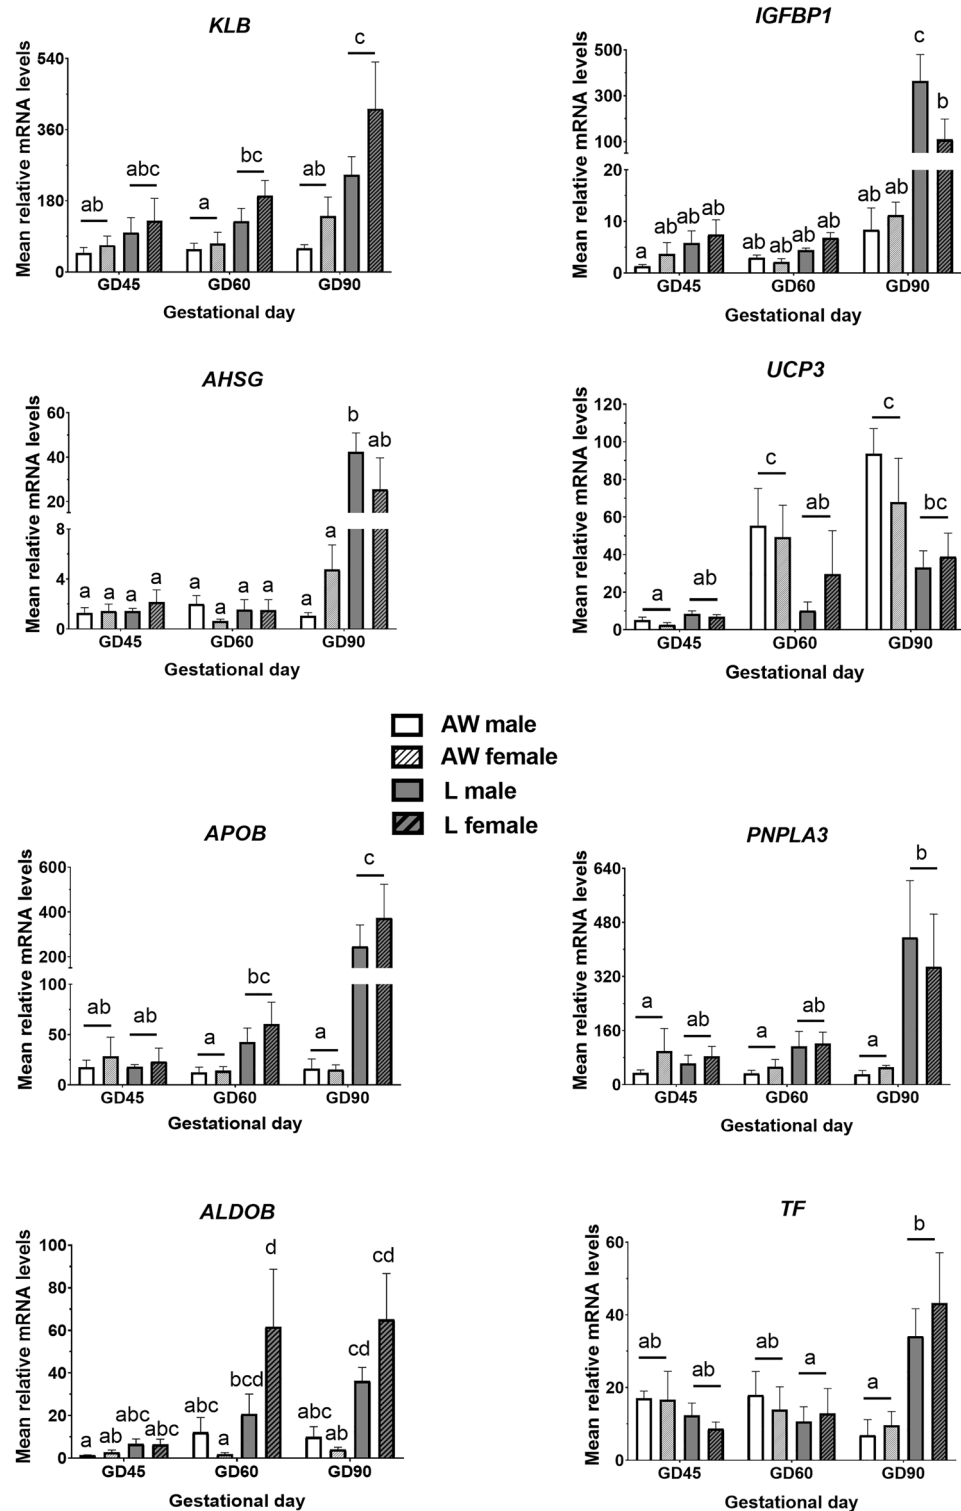 KLB
Mean relative mRNA levels
540
360
180
0
ab
abc
a
bc
ab
c
GD45 GD60 GD90
Gestational day
IGFBP1
Mean relative mRNA levels
500
300
100
20
10
0
a ab ab ab
ab ab ab ab
ab ab c b
GD45 GD60 GD90
Gestational day
AHSG
Mean relative mRNA levels
60
40
20
8
4
0
a a a a
a a a a
a a b ab
GD45 GD60 GD90
Gestational day
UCP3
Mean relative mRNA levels
120
100
80
60
40
20
0
a
ab
c
ab
c
bc
GD45 GD60 GD90
Gestational day
AW male
AW female
L male
L female
APOB
Mean relative mRNA levels
600
400
200
100
50
0
ab
ab
a
bc
a
c
GD45 GD60 GD90
Gestational day
PNPLA3
Mean relative mRNA levels
640
480
320
160
0
a
ab
a
ab
a
b
GD45 GD60 GD90
Gestational day
ALDOB
Mean relative mRNA levels
100
80
60
40
20
0
a ab abc abc
abc a bcd d
abc ab cd cd
GD45 GD60 GD90
Gestational day
TF
Mean relative mRNA levels
60
40
20
0
ab
ab
ab
a
a
b
GD45 GD60 GD90
Gestational day